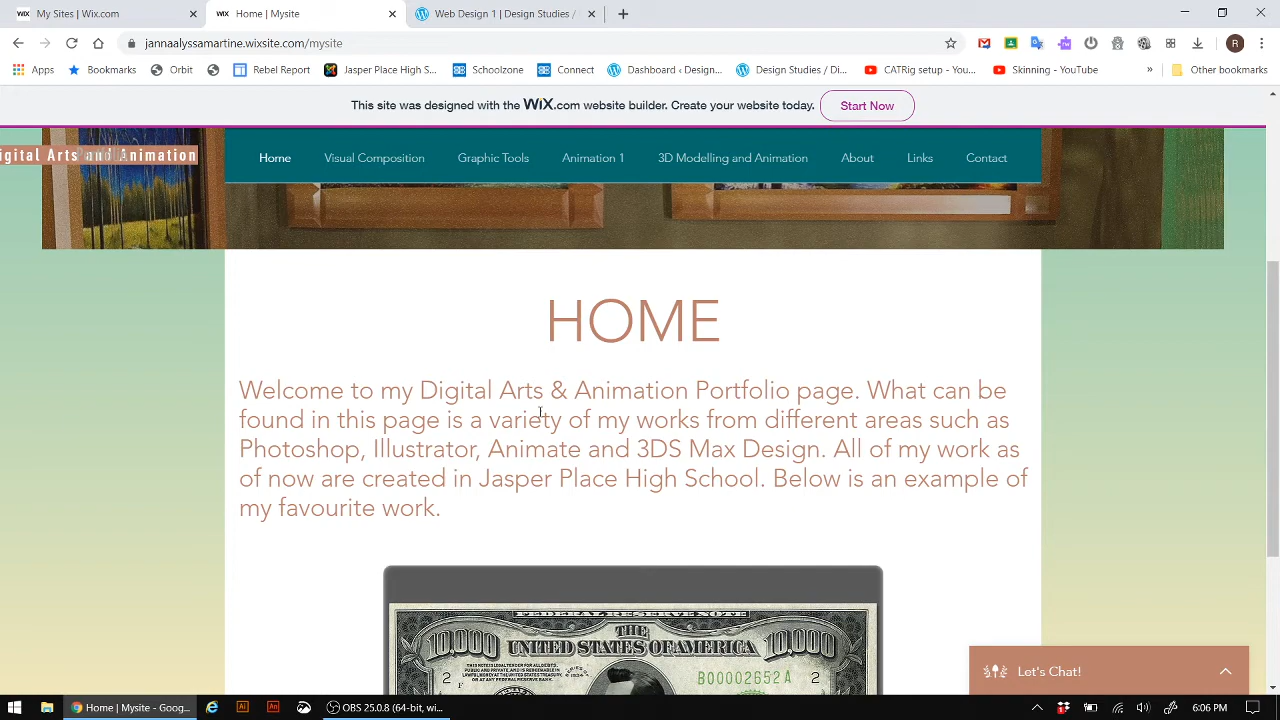 My Sites | Wix.com
Home | Mysite
Web Design 1 | Design Studies /
jannaalyssamartine.wixsite.com/mysite
R
Apps
Bookmarks
Orbit
Rebel Repor
Jasper Place High S...
Schoolzone
Connect
Dashboard ‹ Design...
Design Studies / Di...
CATRig setup - You...
Skinning - YouTube
»
Other bookmarks
This site was designed with the WiX.com website builder. Create your website today.
Start Now
igital Arts and Animation
Home
Visual Composition
Graphic Tools
Animation 1
3D Modelling and Animation
About
Links
Contact
HOME
Welcome to my Digital Arts & Animation Portfolio page. What can be
found in this page is a variety of my works from different areas such as
Photoshop, Illustrator, Animate and 3DS Max Design. All of my work as
of now are created in Jasper Place High School. Below is an example of
my favourite work.
FEDERAL RESERVE NOTE
10,000
THE
UNITED STATES OF AMERICA
10,000
B00002652A
2
2
Let's Chat!
Home | Mysite - Goog...
OBS 25.0.8 (64-bit, wi...
6:06 PM